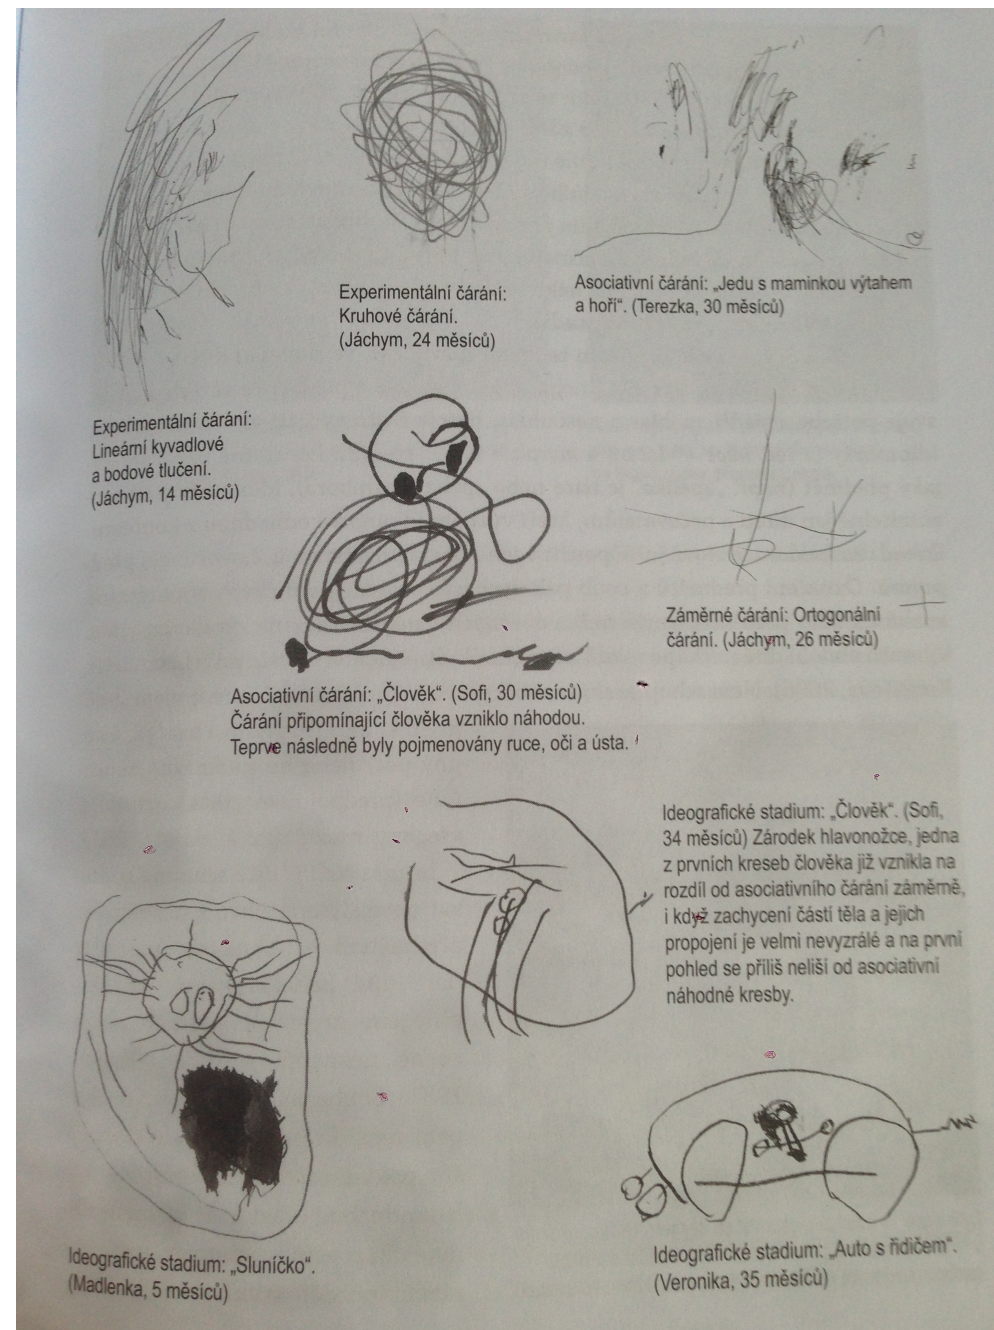 Experimentální čárání:
Kruhové čárání.
(Jáchym, 24 měsíců)
Asociativní čárání: „Jedu s maminkou výtahem
a hoří“. (Terezka, 30 měsíců)
Experimentální čárání:
Lineární kyvadlové
a bodové tlučení.
(Jáchym, 14 měsíců)
Záměrné čárání: Ortogonální
čárání. (Jáchym, 26 měsíců)
Asociativní čárání: „Člověk“. (Sofi, 30 měsíců)
Čárání připomínající člověka vzniklo náhodou.
Teprve následně byly pojmenovány ruce, oči a ústa.
Ideografické stadium: „Člověk“. (Sofi,
34 měsíců) Zárodek hlavonožce, jedna
z prvních kreseb člověka již vznikla na
rozdíl od asociativního čárání záměrně,
i když zachycení částí těla a jejich
propojení je velmi nevyzrálé a na první
pohled se příliš neliší od asociativní
náhodné kresby.
Ideografické stadium: „Sluníčko“.
(Madlenka, 5 měsíců)
Ideografické stadium: „Auto s řidičem“.
(Veronika, 35 měsíců)